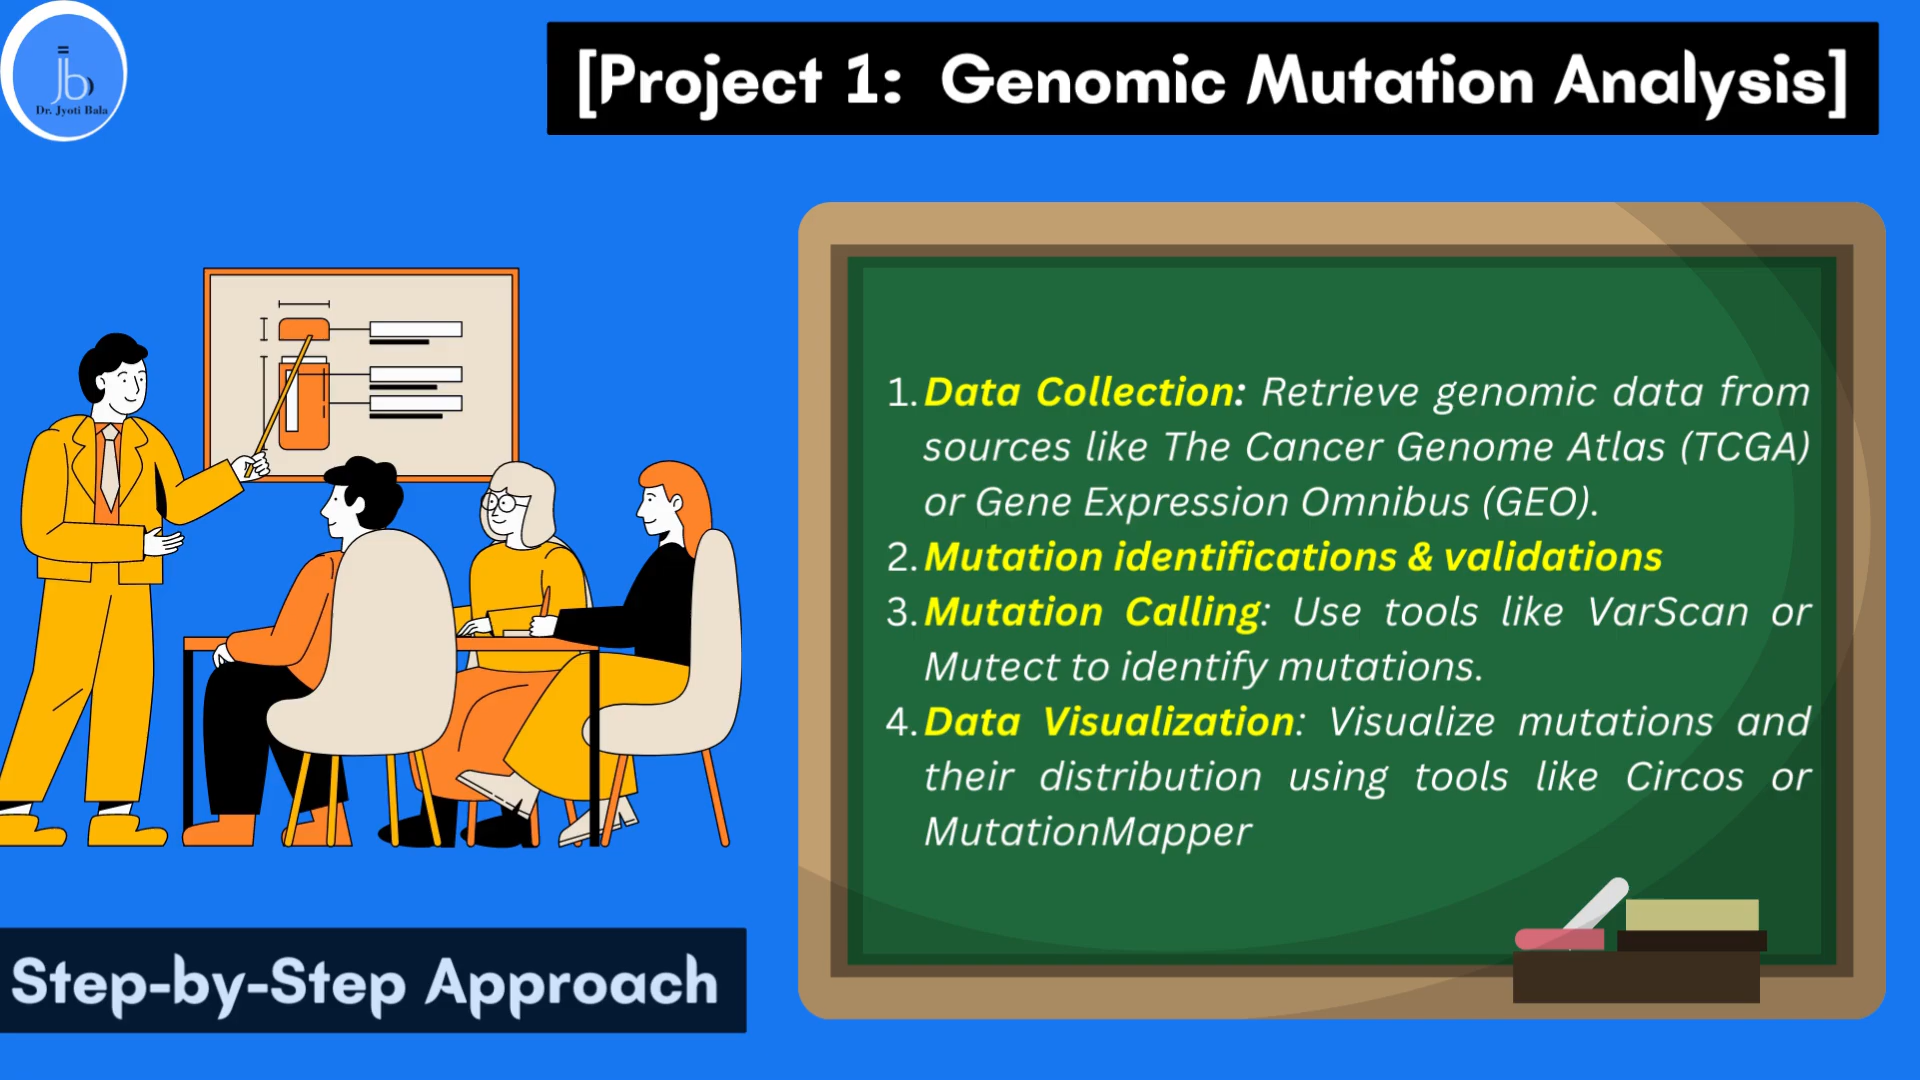 Dr. Jyoti Bala
[Project 1: Genomic Mutation Analysis]
1. Data Collection: Retrieve genomic data from
sources like The Cancer Genome Atlas (TCGA)
or Gene Expression Omnibus (GEO).
2. Mutation identifications & validations
3. Mutation Calling: Use tools like VarScan or
Mutect to identify mutations.
4. Data Visualization: Visualize mutations and
their distribution using tools like Circos or
MutationMapper
Step-by-Step Approach